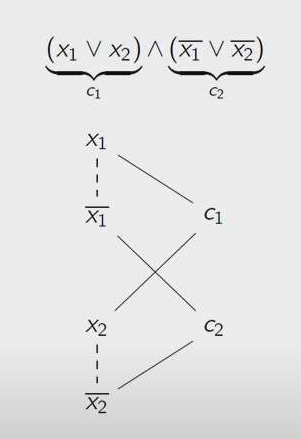 (x₁ ∨ x₂) ∧ (x̅₁ ∨ x̅₂)
c₁ c₂
x₁
x̅₁ c₁
x₂ c₂
x̅₂